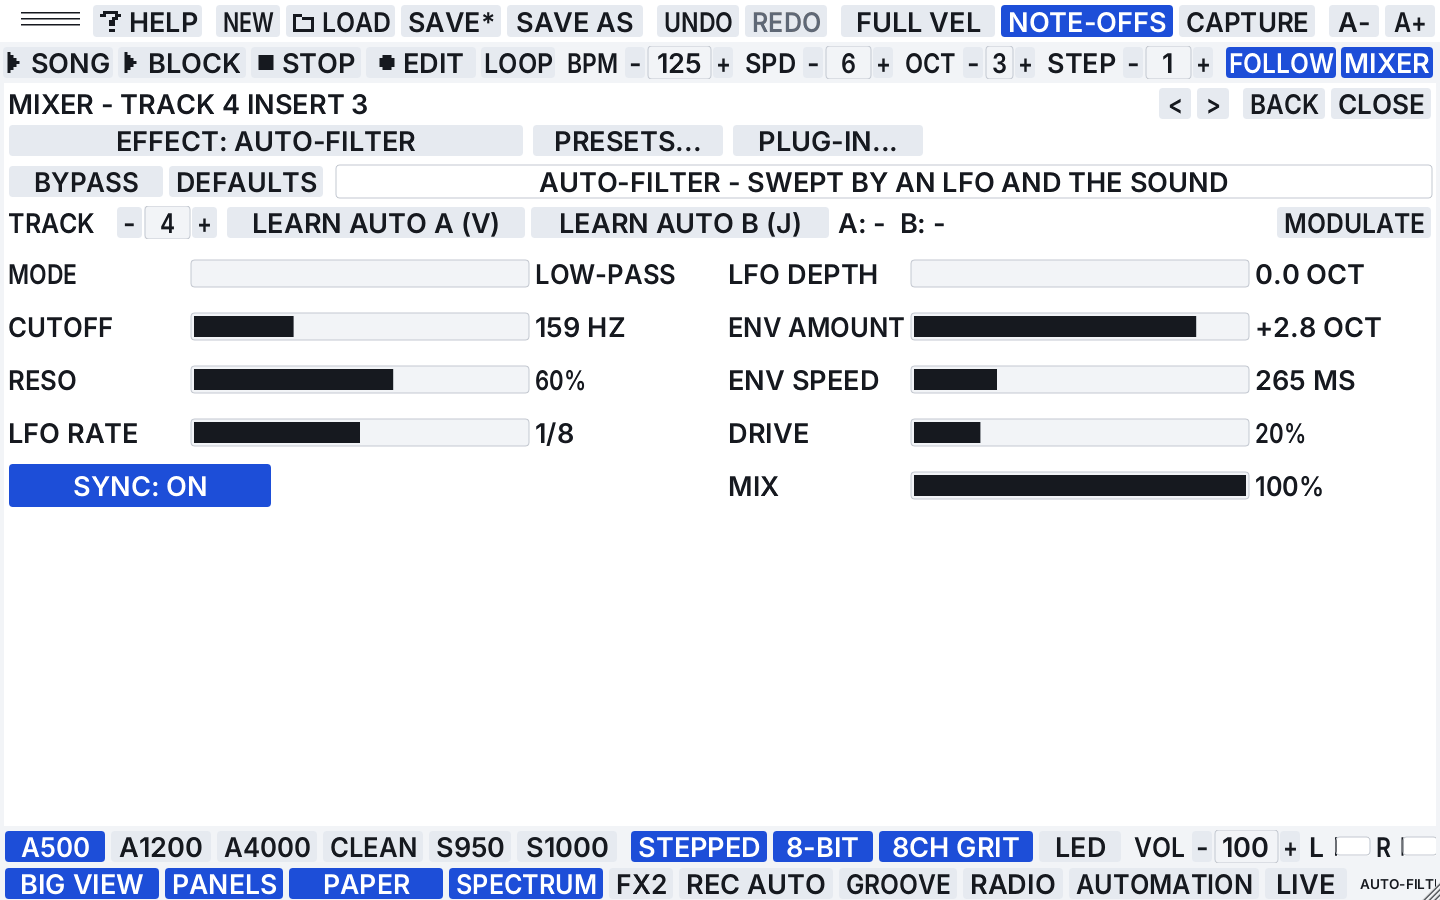 HELP NEW LOAD SAVE* SAVE AS UNDO REDO FULL VEL NOTE-OFFS CAPTURE A- A+
SONG BLOCK STOP EDIT LOOP BPM - 125 + SPD - 6 + OCT - 3 + STEP - 1 + FOLLOW MIXER
MIXER - TRACK 4 INSERT 3 < > BACK CLOSE
EFFECT: AUTO-FILTER PRESETS... PLUG-IN...
BYPASS DEFAULTS AUTO-FILTER - SWEPT BY AN LFO AND THE SOUND
TRACK - 4 + LEARN AUTO A (V) LEARN AUTO B (J) A: - B: - MODULATE
MODE LOW-PASS LFO DEPTH 0.0 OCT
CUTOFF 159 HZ ENV AMOUNT +2.8 OCT
RESO 60% ENV SPEED 265 MS
LFO RATE 1/8 DRIVE 20%
SYNC: ON MIX 100%
A500 A1200 A4000 CLEAN S950 S1000 STEPPED 8-BIT 8CH GRIT LED VOL - 100 + L R
BIG VIEW PANELS PAPER SPECTRUM FX2 REC AUTO GROOVE RADIO AUTOMATION LIVE AUTO-FILT